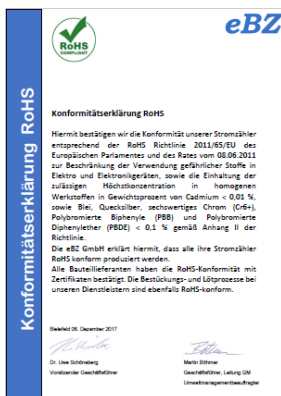 RoHS
COMPLIANT
eBZ
Konformitätserklärung RoHS
Konformitätserklärung RoHS
Hiermit bestätigen wir die Konformität unserer Stromzähler
entsprechend der RoHS Richtlinie 2011/65/EU des
Europäischen Parlamentes und des Rates vom 08.06.2011
zur Beschränkung der Verwendung gefährlicher Stoffe in
Elektro und Elektronikgeräten, sowie die Einhaltung der
zulässigen Höchstkonzentration in homogenen
Werkstoffen in Gewichtsprozent von Cadmium < 0,01 %,
sowie Blei, Quecksilber, sechswertiges Chrom (Cr6+),
Polybromierte Biphenyle (PBB) und Polybromierte
Diphenylether (PBDE) < 0,1 % gemäß Anhang II der
Richtlinie.
Die eBZ GmbH erklärt hiermit, dass alle ihre Stromzähler
RoHS konform produziert werden.
Alle Bauteillieferanten haben die RoHS-Konformität mit
Zertifikaten bestätigt. Die Bestückungs- und Lötprozesse bei
unseren Dienstleistern sind ebenfalls RoHS-konform.
Bielefeld 06. Dezember 2017
Dr. Uwe Schöneberg
Vorsitzender Geschäftsführer
Martin Böhmer
Geschäftsführer, Leitung QM
Umweltmanagementbeauftragter